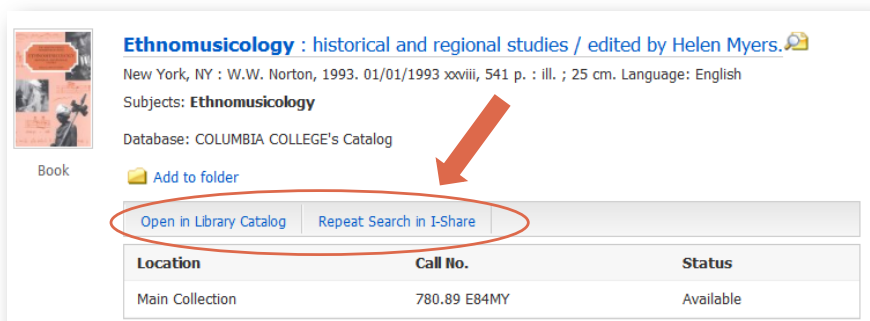 Ethnomusicology : historical and regional studies / edited by Helen Myers.
New York, NY : W.W. Norton, 1993. 01/01/1993 xxviii, 541 p. : ill. ; 25 cm. Language: English
Subjects: Ethnomusicology
Database: COLUMBIA COLLEGE's Catalog
Book
Add to folder
Open in Library Catalog Repeat Search in I-Share
Location Call No. Status
Main Collection 780.89 E84MY Available